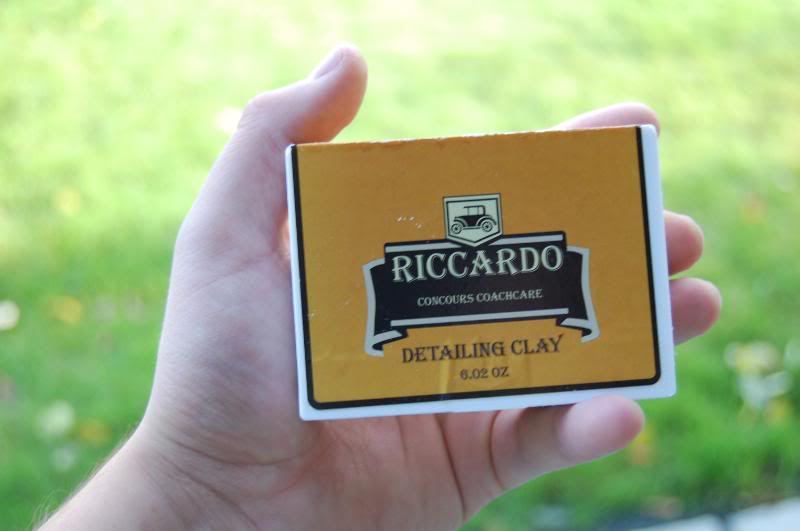 RICCARDO
CONCOURS COACHCARE
DETAILING CLAY
6.02 OZ